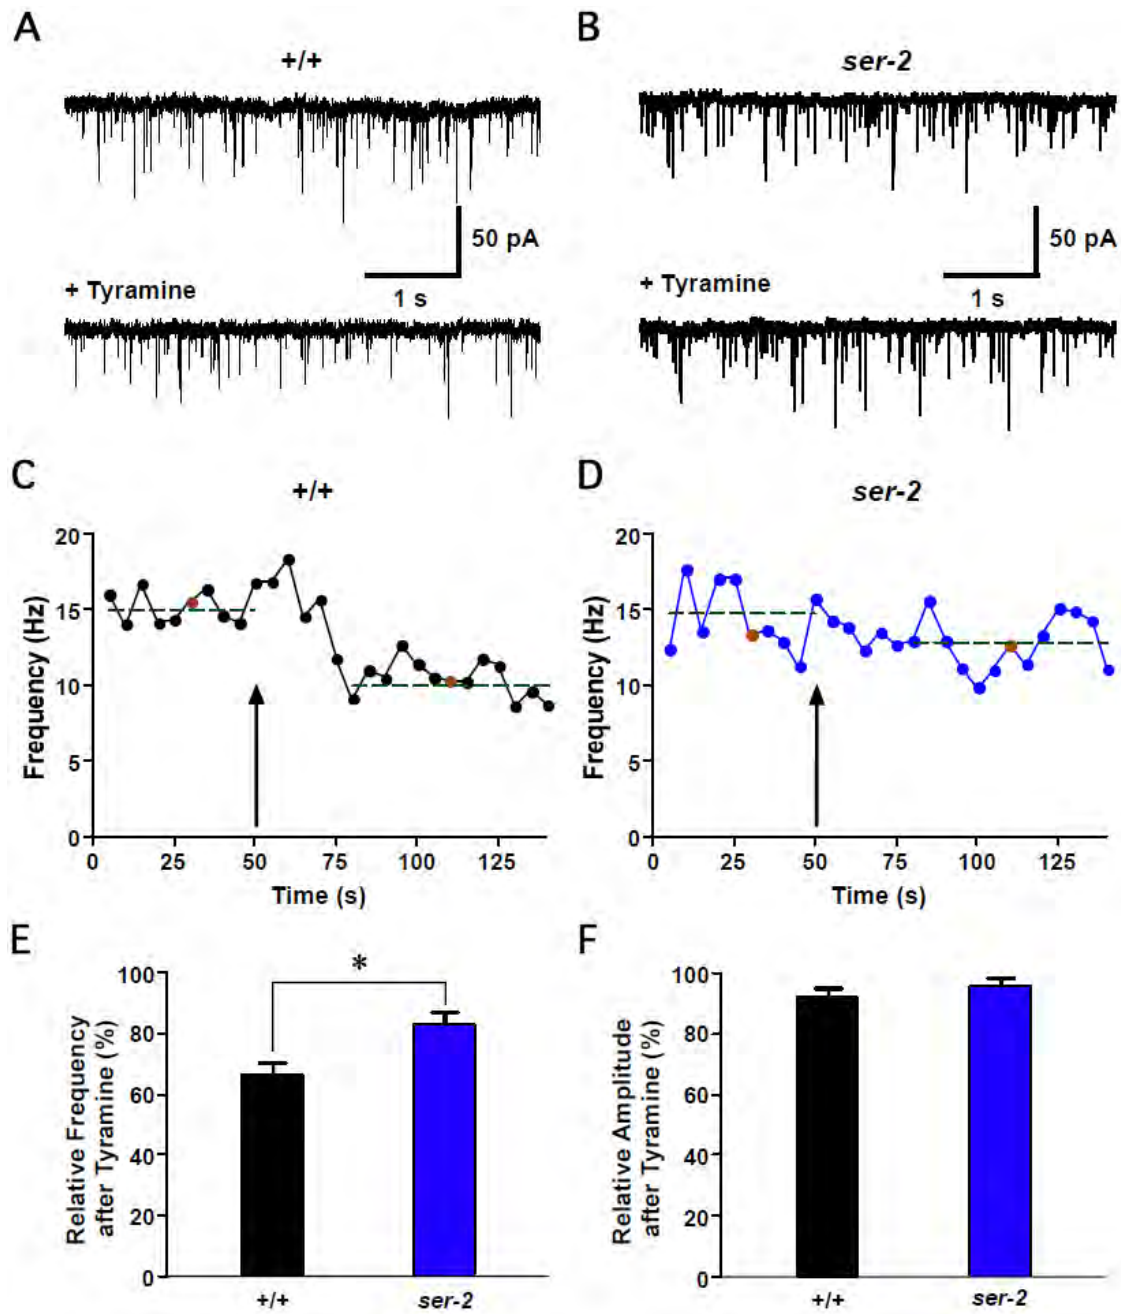 A
B
+/+
ser-2
50 pA
50 pA
+ Tyramine
1 s
+ Tyramine
1 s
C
D
+/+
ser-2
20
15
10
5
0
Frequency (Hz)
0 25 50 75 100 125
Time (s)
20
15
10
5
0
Frequency (Hz)
0 25 50 75 100 125
Time (s)
E
F
*
100
80
60
40
20
0
Relative Frequency
after Tyramine (%)
+/+ ser-2
100
80
60
40
20
0
Relative Amplitude
after Tyramine (%)
+/+ ser-2